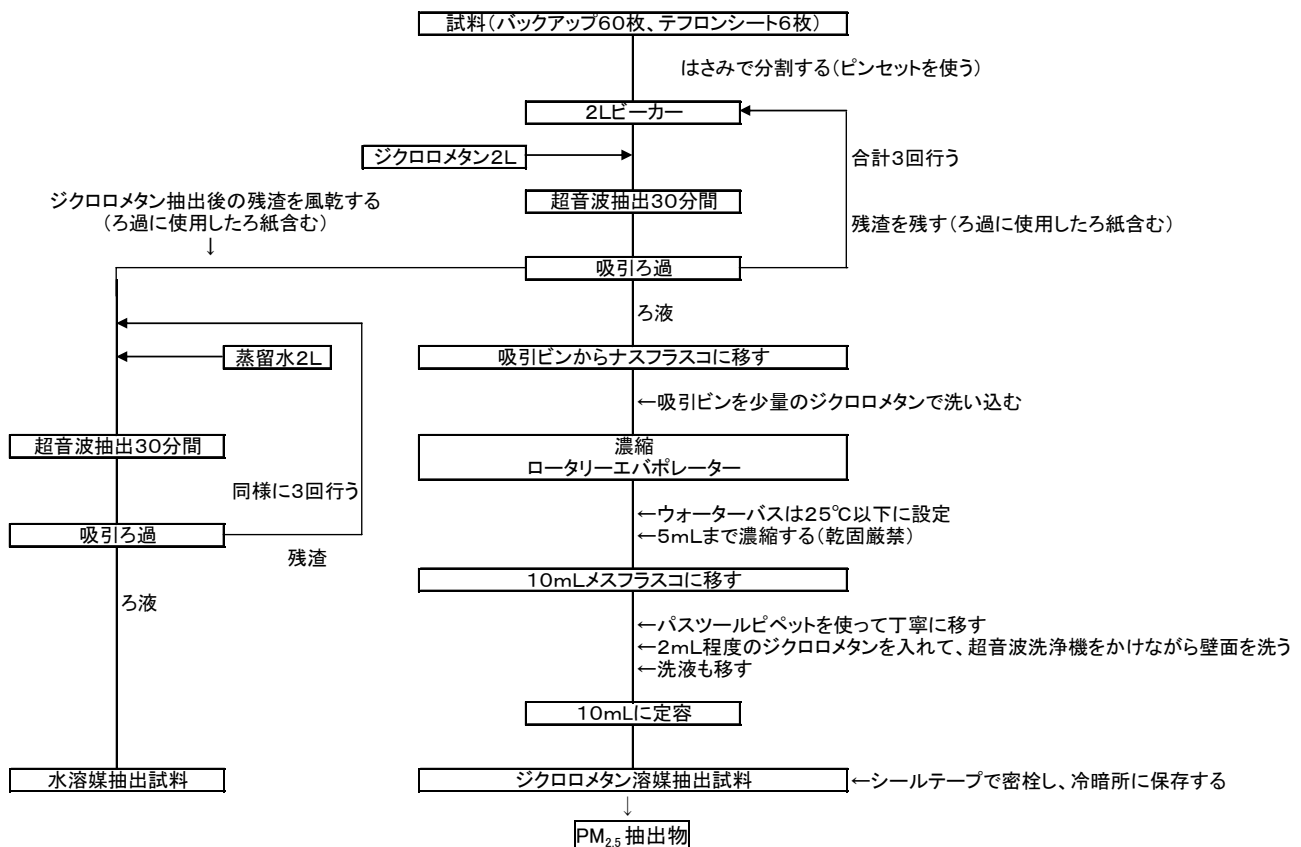 試料(バックアップ60枚、テフロンシート6枚)
はさみで分割する(ピンセットを使う)
2Lビーカー
ジクロロメタン2L
合計3回行う
ジクロロメタン抽出後の残渣を風乾する
(ろ過に使用したろ紙含む)
↓
超音波抽出30分間
残渣を残す(ろ過に使用したろ紙含む)
吸引ろ過
ろ液
蒸留水2L
吸引ビンからナスフラスコに移す
←吸引ビンを少量のジクロロメタンで洗い込む
超音波抽出30分間
濃縮
ロータリーエバポレーター
同様に3回行う
←ウォーターバスは25℃以下に設定
←5mLまで濃縮する(乾固厳禁)
吸引ろ過
残渣
10mLメスフラスコに移す
ろ液
←パスツールピペットを使って丁寧に移す
←2mL程度のジクロロメタンを入れて、超音波洗浄機をかけながら壁面を洗う
←洗液も移す
10mLに定容
水溶媒抽出試料
ジクロロメタン溶媒抽出試料
←シールテープで密栓し、冷暗所に保存する
↓
PM2.5抽出物